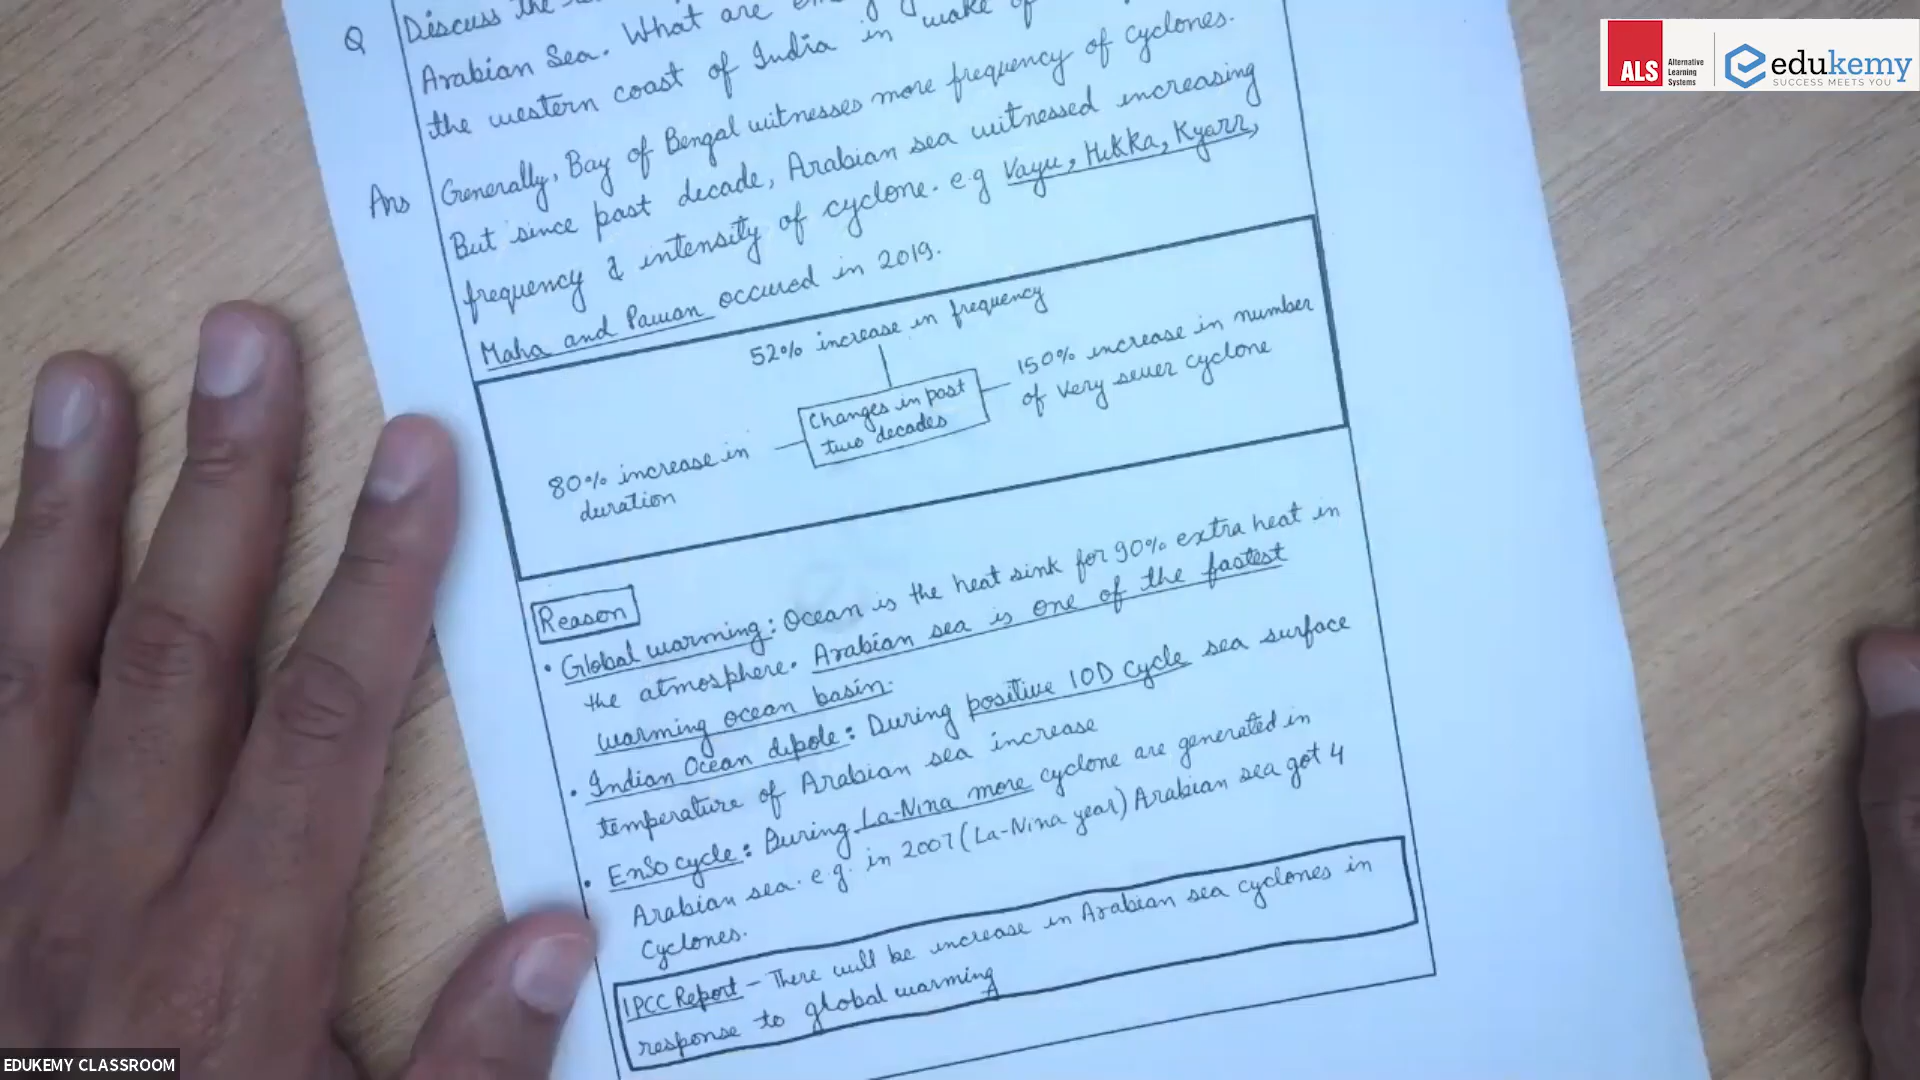 Q Discuss the
Arabian Sea. What are
the western coast of India in wake of
Ans Generally, Bay of Bengal witnesses more frequency of cyclones.
But since past decade, Arabian sea witnessed increasing
frequency & intensity of cyclone. e.g Vayu, Hikka, Kyarr,
Maha and Pawan occured in 2019.
52% increase in frequency
150% increase in number
of very sever cyclone
Changes in past
two decades
80% increase in
duration
Reason
• Global warming: Ocean is the heat sink for 90% extra heat in
the atmosphere. Arabian sea is one of the fastest
warming ocean basin.
• Indian Ocean dipole: During positive IOD cycle sea surface
temperature of Arabian sea increase
• EnSo cycle: During La-Nina more cyclone are generated in
Arabian sea. e.g. in 2007 (La-Nina year) Arabian sea got 4
Cyclones.
IPCC Report - There will be increase in Arabian sea cyclones in
response to global warming
ALS Alternative
Learning
Systems
edukemy
SUCCESS MEETS YOU
EDUKEMY CLASSROOM